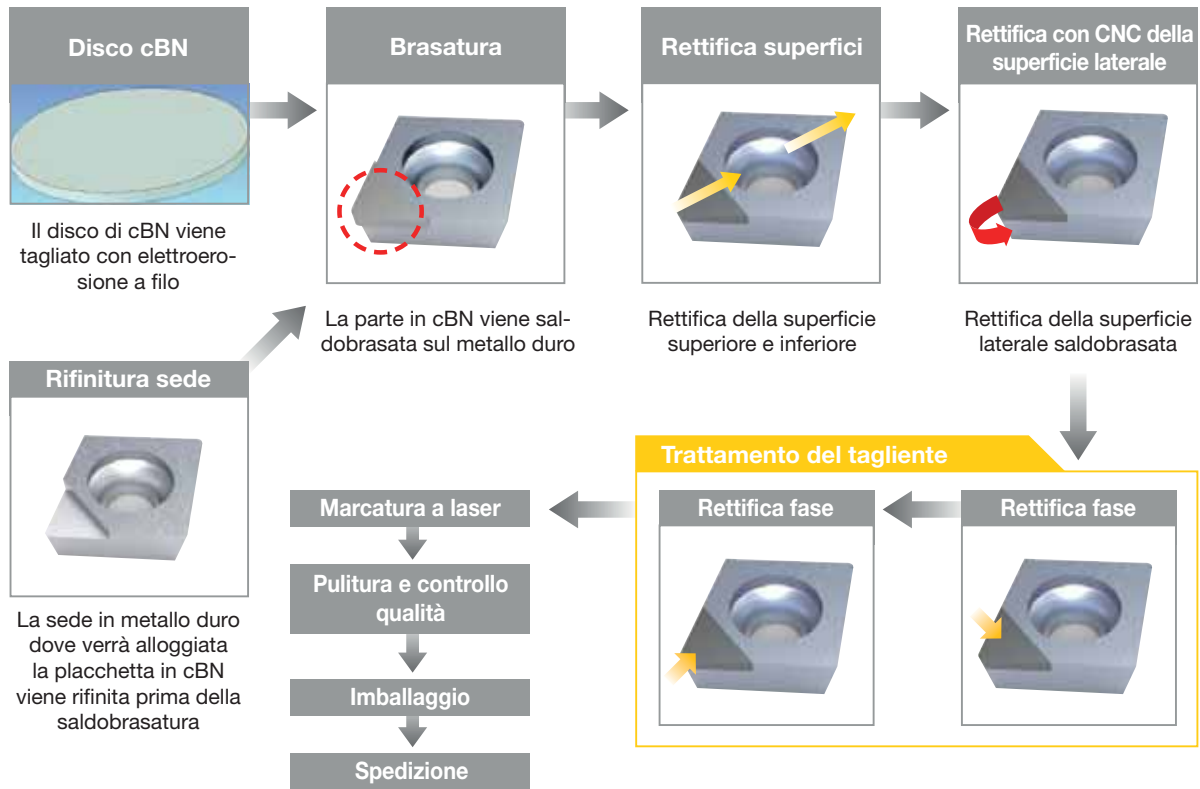 Disco cBN
Il disco di cBN viene
tagliato con elettroero-
sione a filo
Rifinitura sede
La sede in metallo duro
dove verrà alloggiata
la placchetta in cBN
viene rifinita prima della
saldobrasatura
Brasatura
La parte in cBN viene sal-
dobrasata sul metallo duro
Rettifica superfici
Rettifica della superficie
superiore e inferiore
Rettifica con CNC della
superficie laterale
Rettifica della superficie
laterale saldobrasata
Trattamento del tagliente
Rettifica fase
Rettifica fase
Marcatura a laser
Pulitura e controllo
qualità
Imballaggio
Spedizione